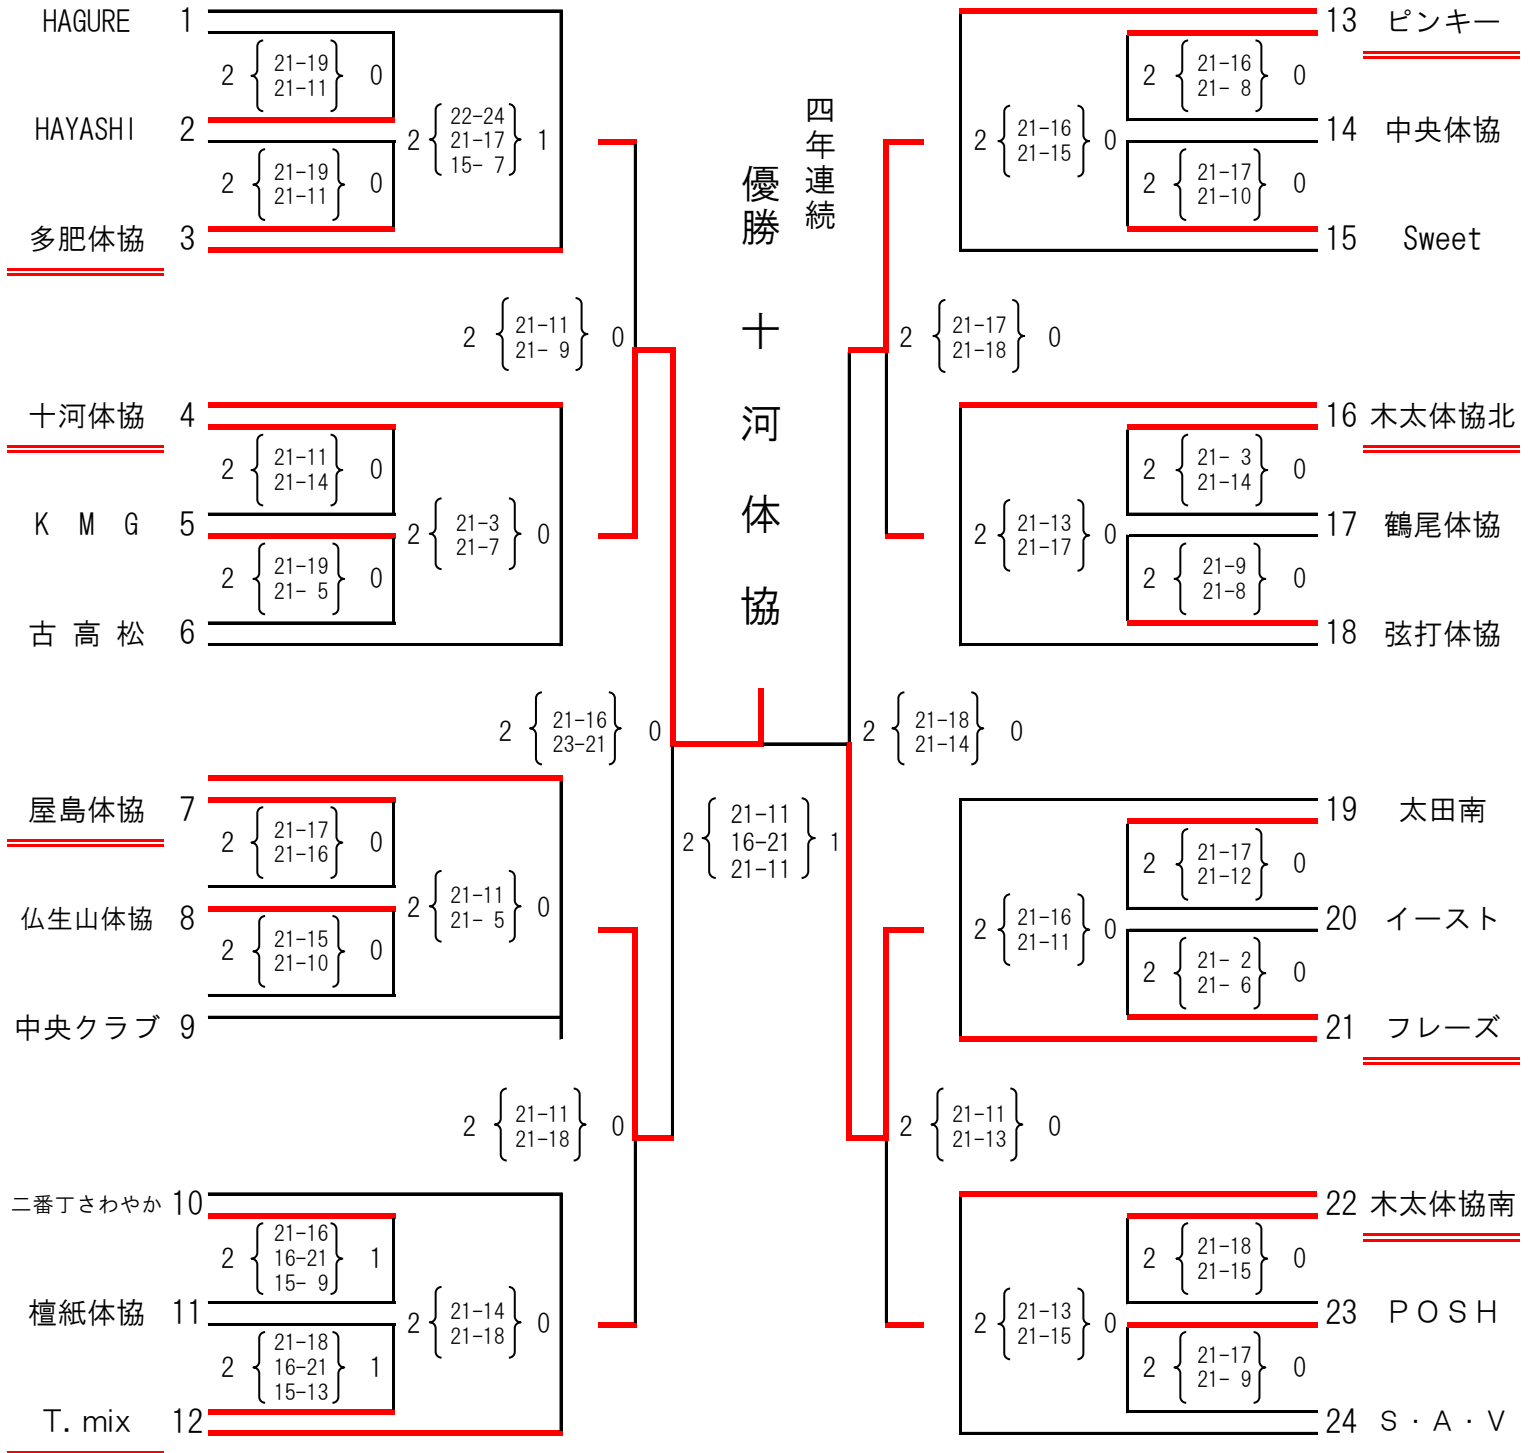 HAGURE 1
2 21-19 0
21-11
HAYASHI 2
2 22-24 1
21-17
15- 7
2 21-19 0
21-11
多肥体協 3
2 21-11 0
21- 9
十河体協 4
2 21-11 0
21-14
K M G 5
2 21-3 0
21-7
2 21-19 0
21- 5
古高松 6
2 21-16 0
23-21
屋島体協 7
2 21-17 0
21-16
仏生山体協 8
2 21-11 0
21- 5
2 21-15 0
21-10
中央クラブ 9
2 21-11 0
21-18
二番丁さわやか 10
2 21-16 1
16-21
15- 9
檀紙体協 11
2 21-14 0
21-18
2 21-18 1
16-21
15-13
T. mix 12
四年連続
優勝 十河体協
2 21-11 1
16-21
21-11
13 ピンキー
2 21-16 0
21- 8
14 中央体協
2 21-16 0
21-15
2 21-17 0
21-10
15 Sweet
2 21-17 0
21-18
16 木太体協北
2 21- 3 0
21-14
17 鶴尾体協
2 21-13 0
21-17
2 21-9 0
21-8
18 弦打体協
2 21-18 0
21-14
19 太田南
2 21-17 0
21-12
20 イースト
2 21-16 0
21-11
2 21- 2 0
21- 6
21 フレーズ
2 21-11 0
21-13
22 木太体協南
2 21-18 0
21-15
23 POSH
2 21-13 0
21-15
2 21-17 0
21- 9
24 S・A・V